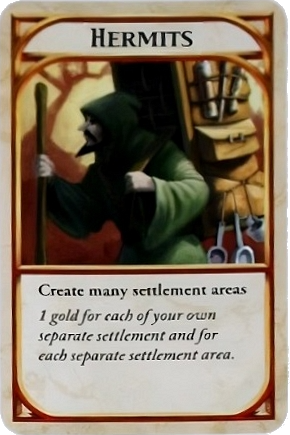 HERMITS
Create many settlement areas
1 gold for each of your own
separate settlement and for
each separate settlement area.